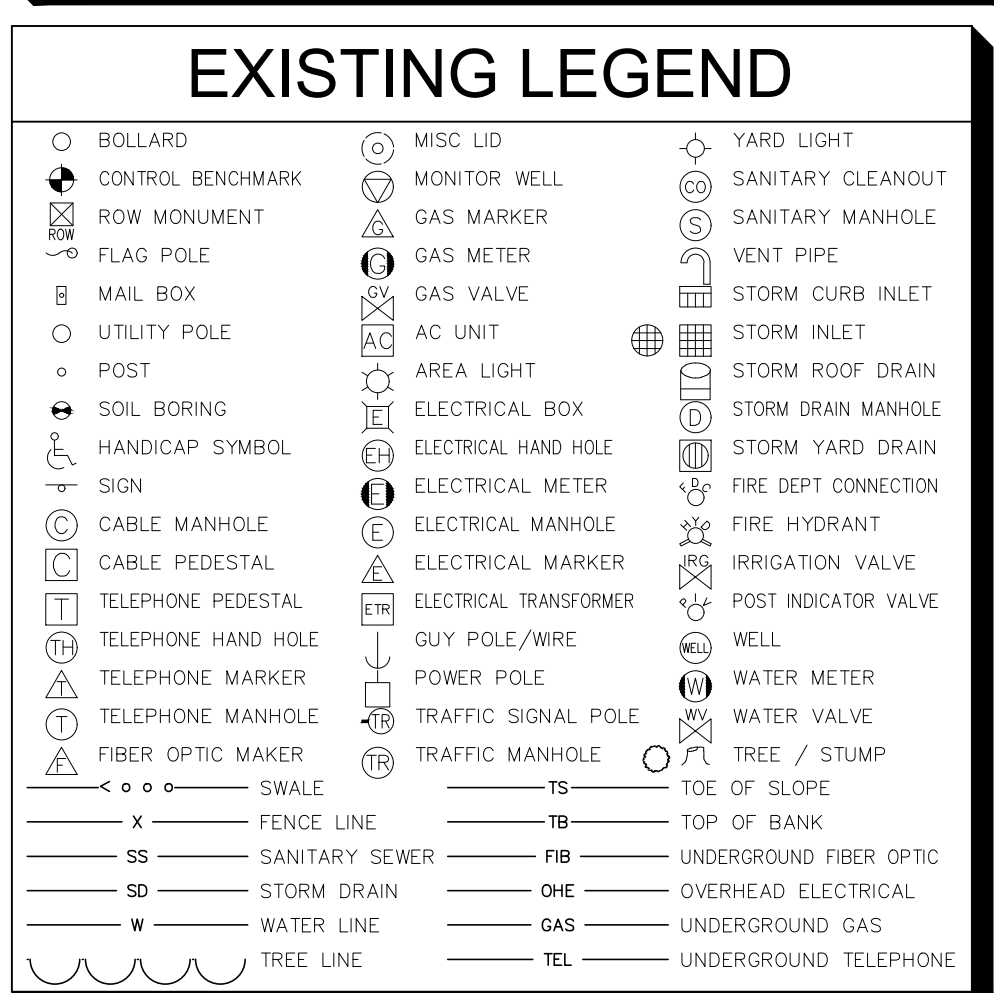 EXISTING LEGEND
BOLLARD
CONTROL BENCHMARK
ROW MONUMENT
ROW
FLAG POLE
MAIL BOX
UTILITY POLE
POST
SOIL BORING
HANDICAP SYMBOL
SIGN
C CABLE MANHOLE
C CABLE PEDESTAL
T TELEPHONE PEDESTAL
TH TELEPHONE HAND HOLE
T TELEPHONE MARKER
T TELEPHONE MANHOLE
F FIBER OPTIC MAKER
MISC LID
MONITOR WELL
G GAS MARKER
G GAS METER
GV GAS VALVE
AC AC UNIT
AREA LIGHT
E ELECTRICAL BOX
EH ELECTRICAL HAND HOLE
E ELECTRICAL METER
E ELECTRICAL MANHOLE
E ELECTRICAL MARKER
ETR ELECTRICAL TRANSFORMER
GUY POLE/WIRE
POWER POLE
TR TRAFFIC SIGNAL POLE
TR TRAFFIC MANHOLE
YARD LIGHT
CO SANITARY CLEANOUT
S SANITARY MANHOLE
VENT PIPE
STORM CURB INLET
STORM INLET
STORM ROOF DRAIN
D STORM DRAIN MANHOLE
STORM YARD DRAIN
FDC FIRE DEPT CONNECTION
HYD FIRE HYDRANT
IRG IRRIGATION VALVE
PIV POST INDICATOR VALVE
WELL WELL
W WATER METER
WV WATER VALVE
TREE / STUMP
< o o o SWALE
X FENCE LINE
SS SANITARY SEWER
SD STORM DRAIN
W WATER LINE
TREE LINE
TS TOE OF SLOPE
TB TOP OF BANK
FIB UNDERGROUND FIBER OPTIC
OHE OVERHEAD ELECTRICAL
GAS UNDERGROUND GAS
TEL UNDERGROUND TELEPHONE